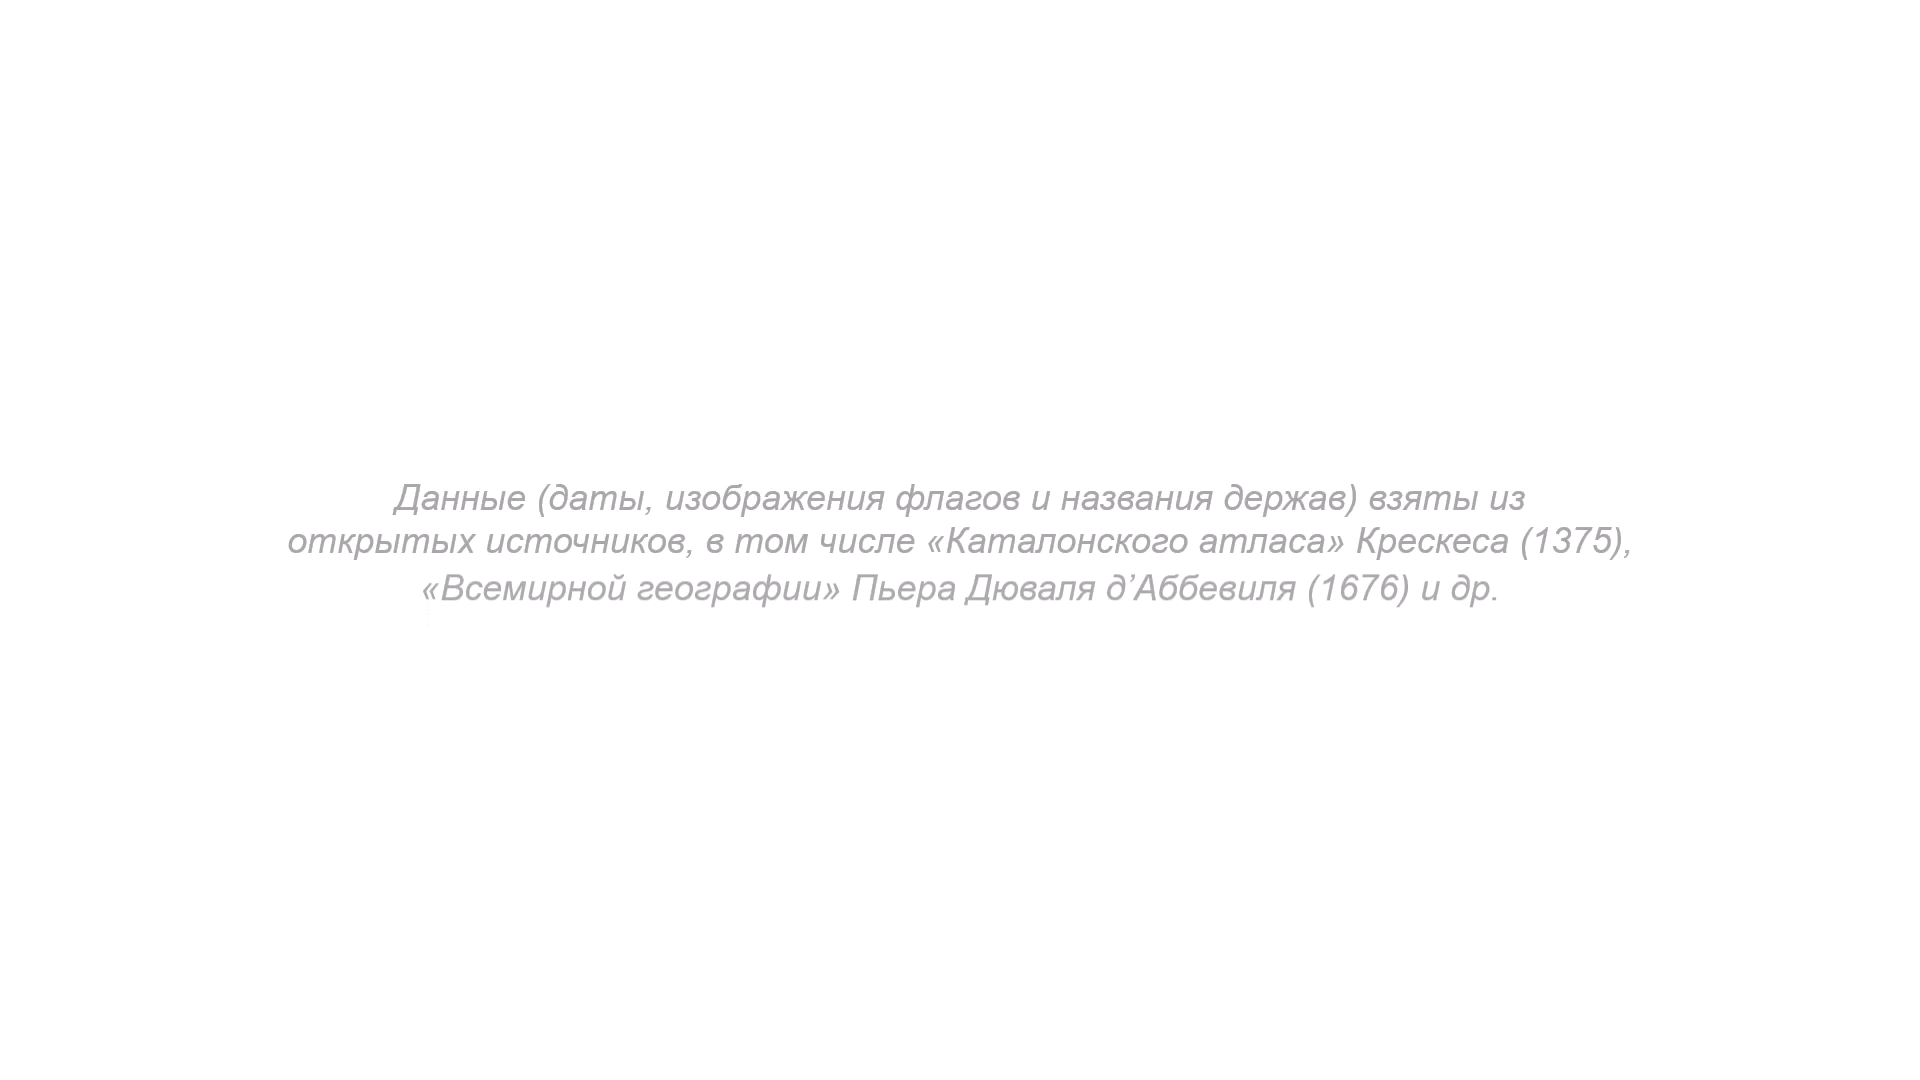 Данные (даты, изображения флагов и названия держав) взяты из
открытых источников, в том числе «Каталонского атласа» Крескеса (1375),
«Всемирной географии» Пьера Дюваля д’Аббевиля (1676) и др.